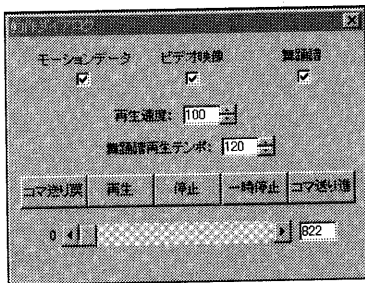 モーションデータ ビデオ映像 舞踊譜
再生速度: 100
舞踊譜再生テンポ: 120
コマ送り戻 再生 停止 一時停止 コマ送り進
0 822